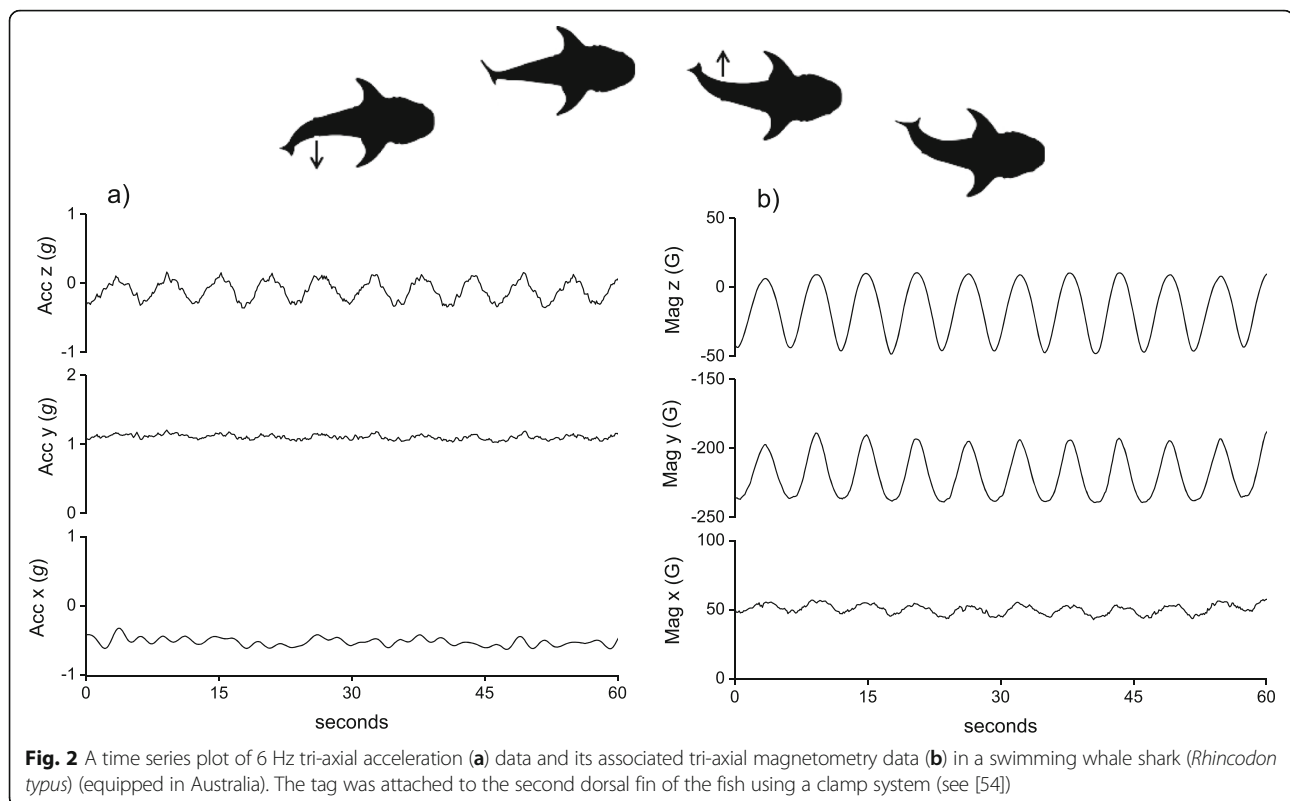 a)
1
0
-1
Acc z (g)
2
1
0
Acc y (g)
1
0
-1
Acc x (g)
0
15
30
45
60
seconds
b)
50
0
-50
Mag z (G)
-150
-200
-250
Mag y (G)
100
50
0
Mag x (G)
0
15
30
45
60
seconds
Fig. 2 A time series plot of 6 Hz tri-axial acceleration (a) data and its associated tri-axial magnetometry data (b) in a swimming whale shark (Rhincodon
typus) (equipped in Australia). The tag was attached to the second dorsal fin of the fish using a clamp system (see [54])